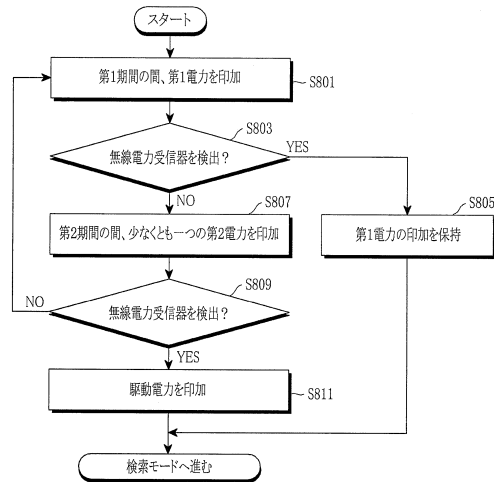 スタート
第1期間の間、第1電力を印加
S801
S803
無線電力受信器を検出?
YES
NO
S807
S805
第2期間の間、少なくとも一つの第2電力を印加
第1電力の印加を保持
S809
NO
無線電力受信器を検出?
YES
駆動電力を印加
S811
検索モードへ進む